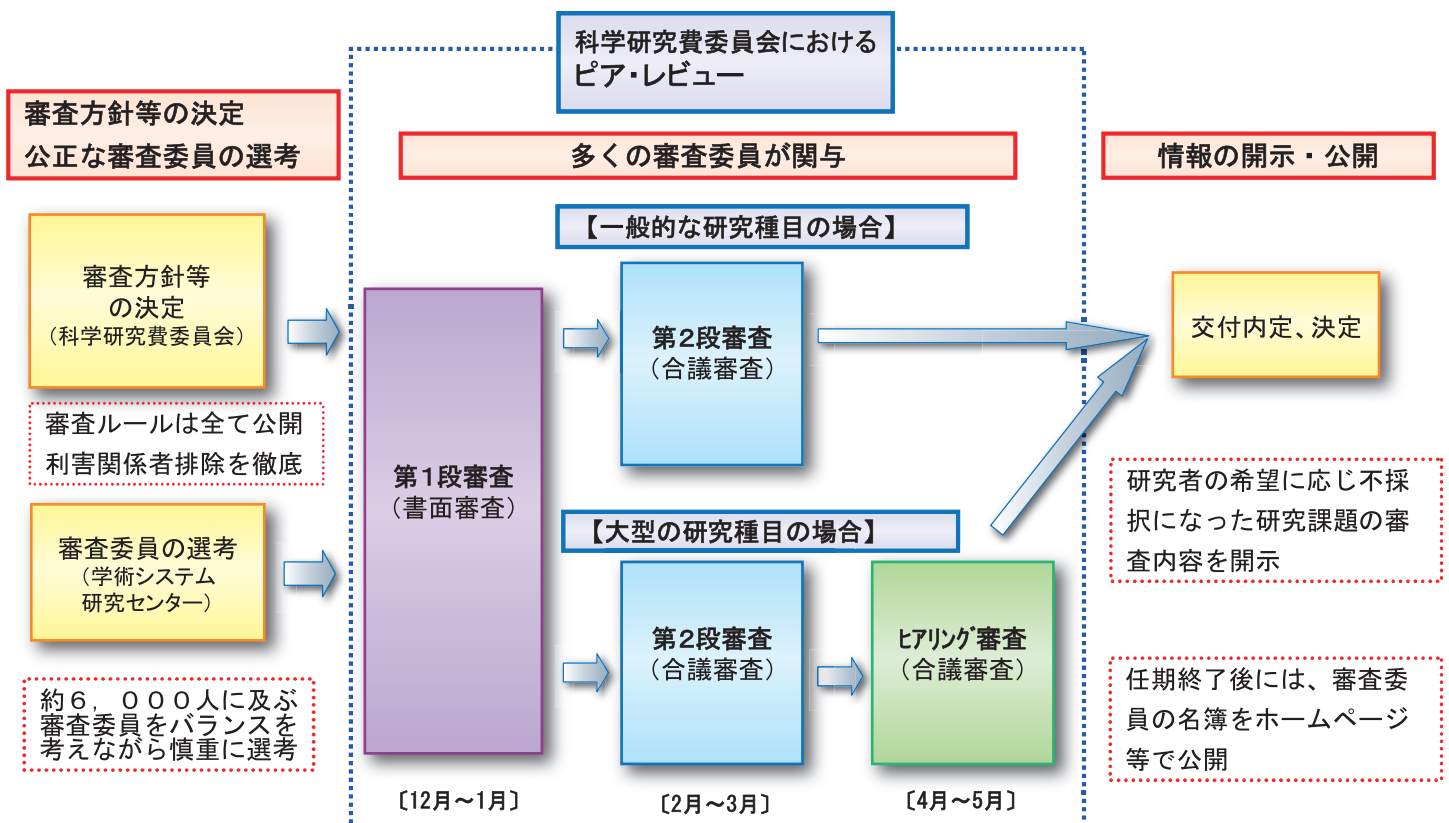 科学研究費委員会における
ピア・レビュー
審査方針等の決定
公正な審査委員の選考
多くの審査委員が関与
情報の開示・公開
審査方針等
の決定
（科学研究費委員会）
審査ルールは全て公開
利害関係者排除を徹底
審査委員の選考
（学術システム
研究センター）
約６，０００人に及ぶ
審査委員をバランスを
考えながら慎重に選考
第１段審査
（書面審査）
【一般的な研究種目の場合】
第２段審査
（合議審査）
【大型の研究種目の場合】
第２段審査
（合議審査）
ﾋｱﾘﾝｸﾞ審査
（合議審査）
〔12月～1月〕
〔2月～3月〕
〔4月～5月〕
交付内定、決定
研究者の希望に応じ不採
択になった研究課題の審
査内容を開示
任期終了後には、審査委
員の名簿をホームページ
等で公開